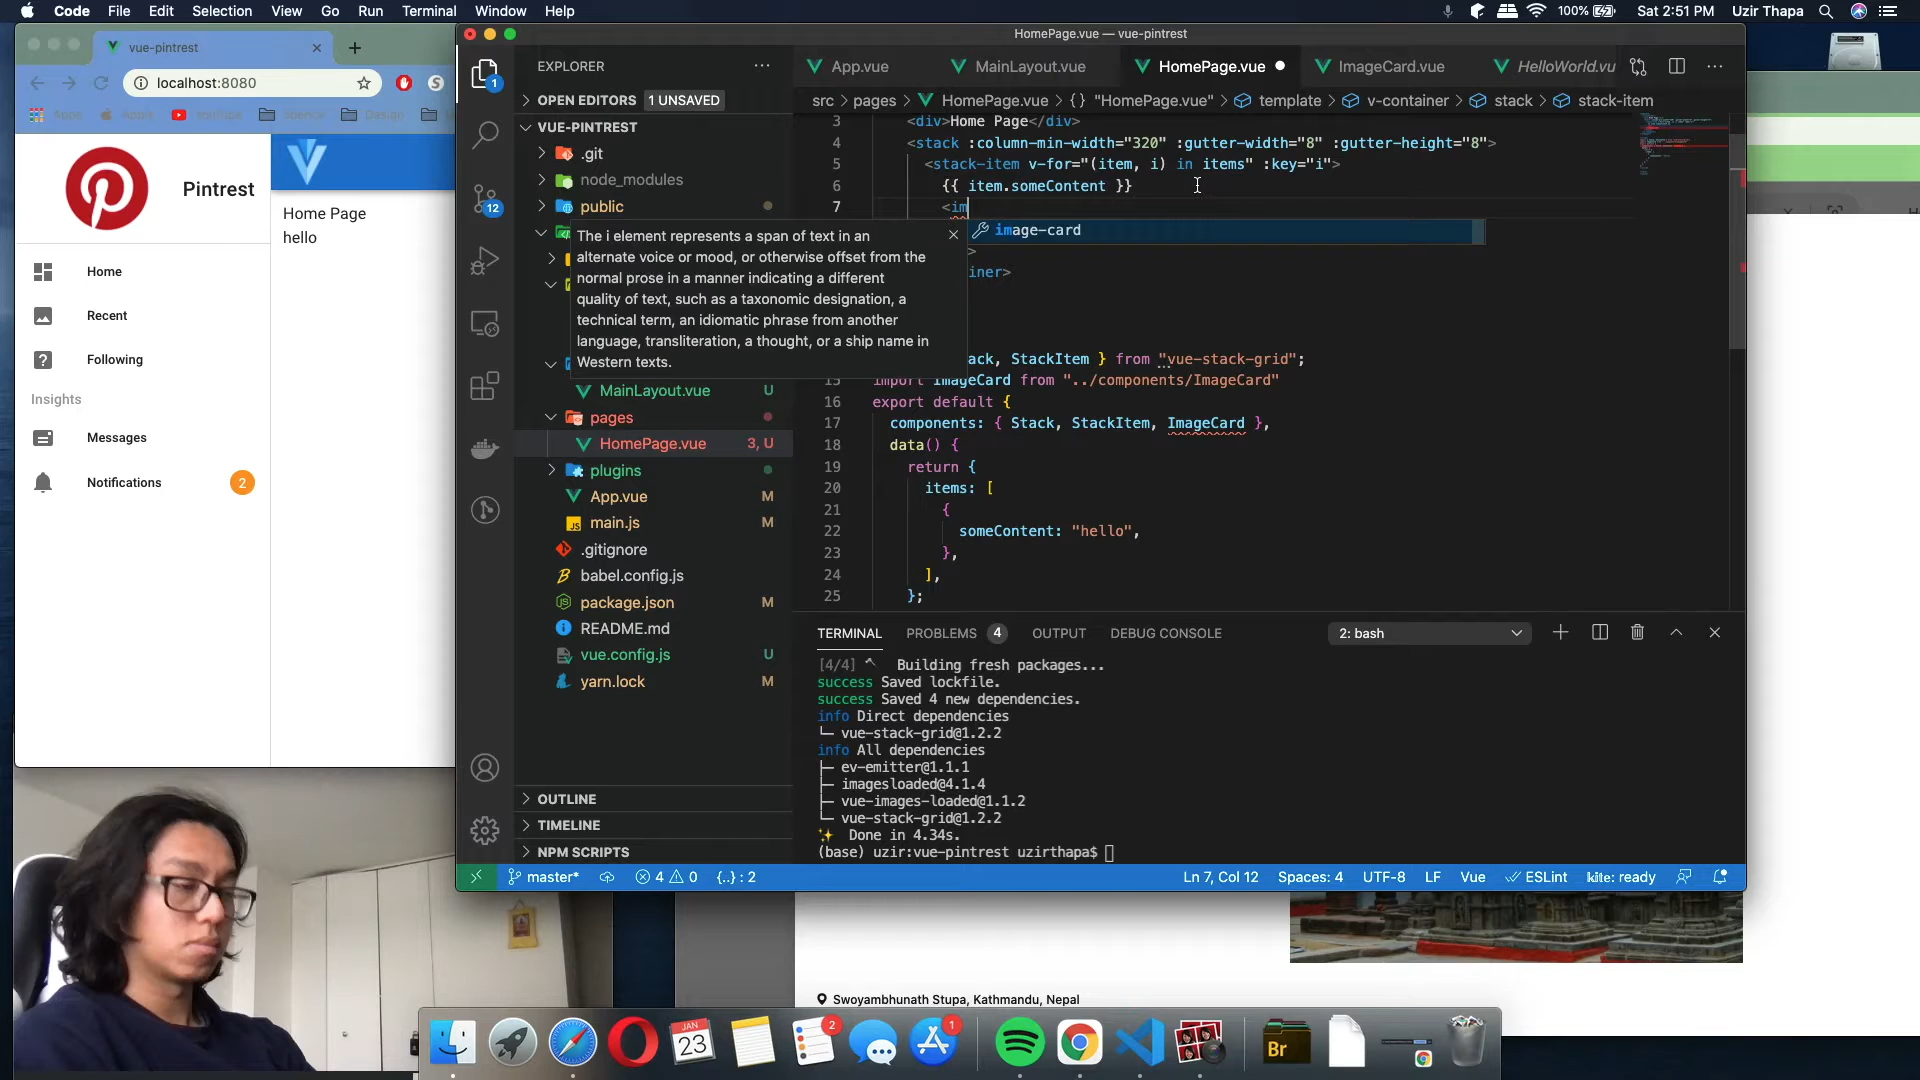 Code File Edit Selection View Go Run Terminal Window Help
100% Sat 2:51 PM Uzir Thapa
vue-pintrest
localhost:8080
Pintrest
Home
Recent
Following
Insights
Messages
Notifications 2
Home Page
hello
HomePage.vue — vue-pintrest
1
12
EXPLORER
OPEN EDITORS 1 UNSAVED
VUE-PINTREST
.git
node_modules
public
MainLayout.vue U
pages
HomePage.vue 3, U
plugins
App.vue M
main.js M
.gitignore
babel.config.js
package.json M
README.md
vue.config.js U
yarn.lock M
OUTLINE
TIMELINE
NPM SCRIPTS
App.vue MainLayout.vue HomePage.vue ImageCard.vue HelloWorld.vu
src > pages > HomePage.vue > {} "HomePage.vue" > template > v-container > stack > stack-item
3 <div>Home Page</div>
4 <stack :column-min-width="320" :gutter-width="8" :gutter-height="8">
5 <stack-item v-for="(item, i) in items" :key="i">
6 {{ item.someContent }}
7 <im
image-card
The i element represents a span of text in an
alternate voice or mood, or otherwise offset from the
normal prose in a manner indicating a different
quality of text, such as a taxonomic designation, a
technical term, an idiomatic phrase from another
language, transliteration, a thought, or a ship name in
Western texts.
>
iner>
ack, StackItem } from "vue-stack-grid";
15 import ImageCard from "../components/ImageCard"
16 export default {
17 components: { Stack, StackItem, ImageCard },
18 data() {
19 return {
20 items: [
21 {
22 someContent: "hello",
23 },
24 ],
25 };
TERMINAL PROBLEMS 4 OUTPUT DEBUG CONSOLE 2: bash
[4/4] Building fresh packages...
success Saved lockfile.
success Saved 4 new dependencies.
info Direct dependencies
└─ vue-stack-grid@1.2.2
info All dependencies
├─ ev-emitter@1.1.1
├─ imagesloaded@4.1.4
├─ vue-images-loaded@1.1.2
└─ vue-stack-grid@1.2.2
✨ Done in 4.34s.
(base) uzir:vue-pintrest uzirthapa$
master* 4 0 {..} : 2 Ln 7, Col 12 Spaces: 4 UTF-8 LF Vue ESLint kite: ready
Swoyambhunath Stupa, Kathmandu, Nepal
JAN
23
2
1
Br